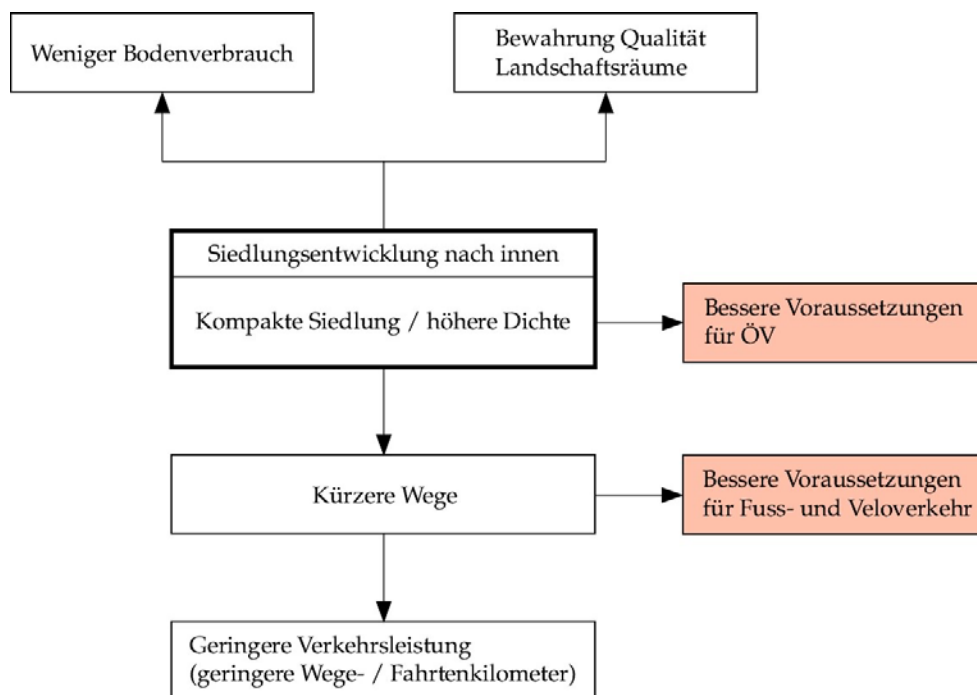 Weniger Bodenverbrauch
Bewahrung Qualität
Landschaftsräume
Siedlungsentwicklung nach innen
Kompakte Siedlung / höhere Dichte
Bessere Voraussetzungen
für ÖV
Kürzere Wege
Bessere Voraussetzungen
für Fuss- und Veloverkehr
Geringere Verkehrsleistung
(geringere Wege- / Fahrtenkilometer)